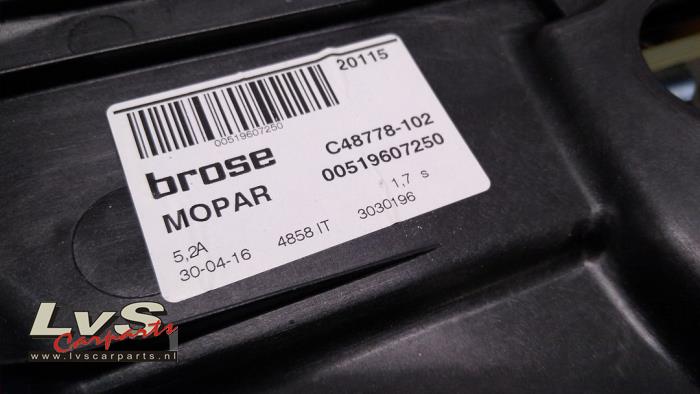 20115
00519607250
brose
C48778-102
MOPAR
00519607250
5,2A
1,7 s
30-04-16
4858 IT
3030196
LvS
Carparts
www.lvscarparts.nl